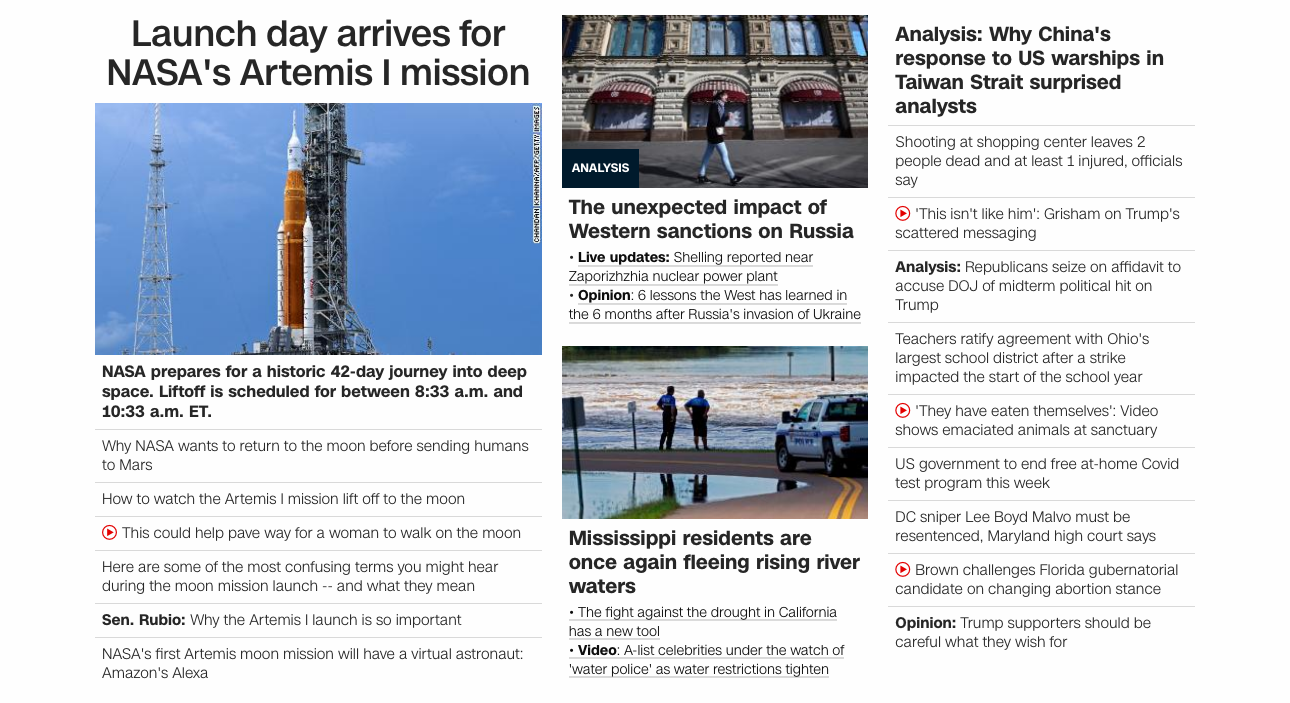 Launch day arrives for
NASA's Artemis I mission
CHANDAN KHANNA/AFP/GETTY IMAGES
NASA prepares for a historic 42-day journey into deep
space. Liftoff is scheduled for between 8:33 a.m. and
10:33 a.m. ET.
Why NASA wants to return to the moon before sending humans
to Mars
How to watch the Artemis I mission lift off to the moon
This could help pave way for a woman to walk on the moon
Here are some of the most confusing terms you might hear
during the moon mission launch -- and what they mean
Sen. Rubio: Why the Artemis I launch is so important
NASA's first Artemis moon mission will have a virtual astronaut:
Amazon's Alexa
ANALYSIS
The unexpected impact of
Western sanctions on Russia
• Live updates: Shelling reported near
Zaporizhzhia nuclear power plant
• Opinion: 6 lessons the West has learned in
the 6 months after Russia's invasion of Ukraine
Mississippi residents are
once again fleeing rising river
waters
• The fight against the drought in California
has a new tool
• Video: A-list celebrities under the watch of
'water police' as water restrictions tighten
Analysis: Why China's
response to US warships in
Taiwan Strait surprised
analysts
Shooting at shopping center leaves 2
people dead and at least 1 injured, officials
say
'This isn't like him': Grisham on Trump's
scattered messaging
Analysis: Republicans seize on affidavit to
accuse DOJ of midterm political hit on
Trump
Teachers ratify agreement with Ohio's
largest school district after a strike
impacted the start of the school year
'They have eaten themselves': Video
shows emaciated animals at sanctuary
US government to end free at-home Covid
test program this week
DC sniper Lee Boyd Malvo must be
resentenced, Maryland high court says
Brown challenges Florida gubernatorial
candidate on changing abortion stance
Opinion: Trump supporters should be
careful what they wish for